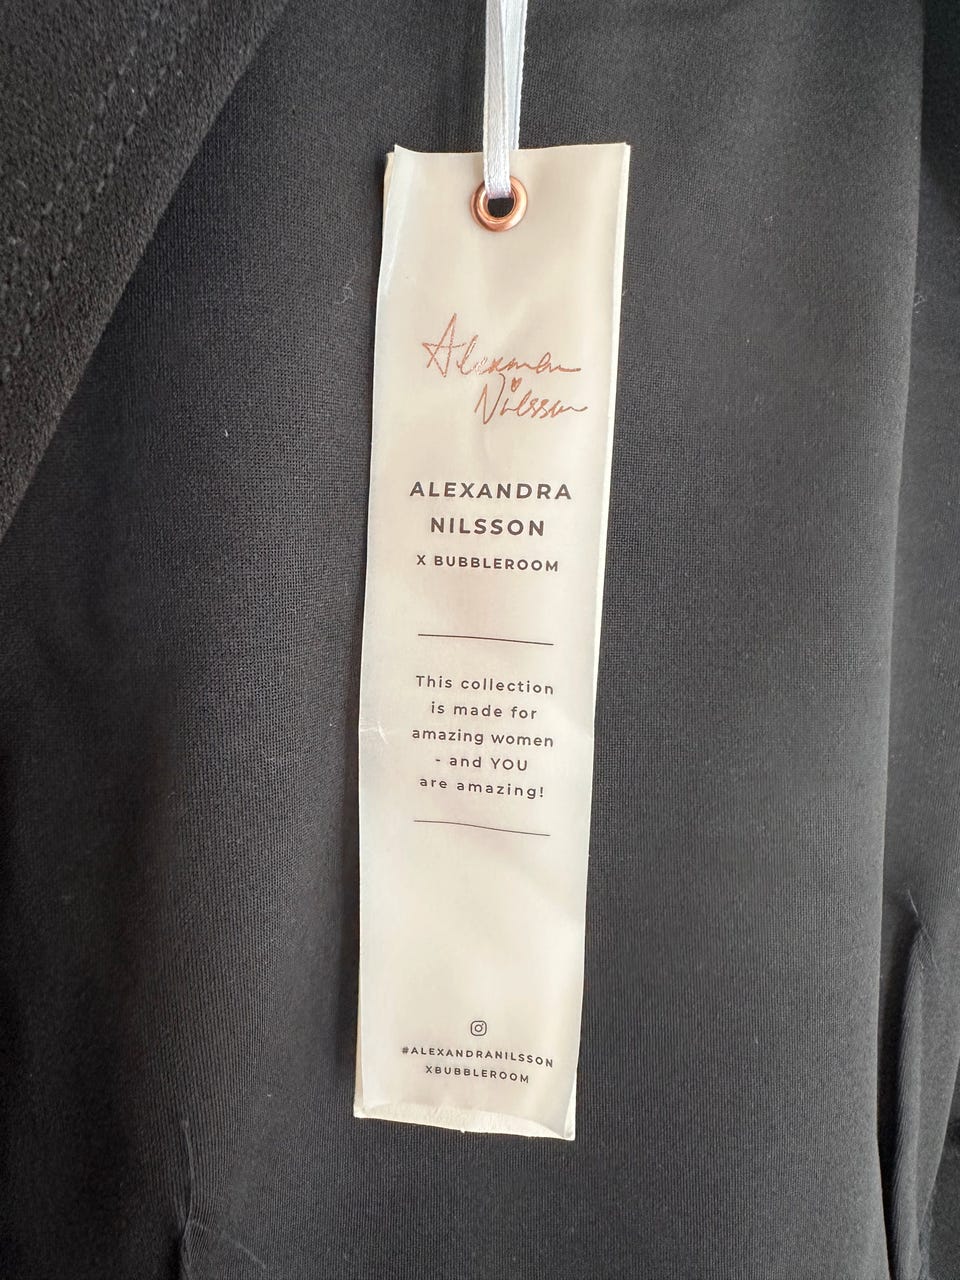 Alexandra
Nilsson
ALEXANDRA
NILSSON
X BUBBLEROOM
This collection
is made for
amazing women
- and YOU
are amazing!
#ALEXANDRANILSSON
XBUBBLEROOM